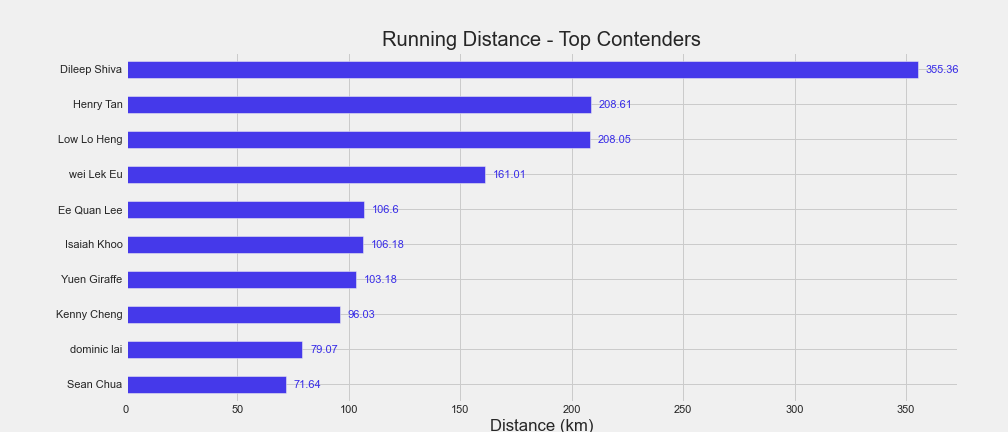 Running Distance - Top Contenders
Dileep Shiva 355.36
Henry Tan 208.61
Low Lo Heng 208.05
wei Lek Eu 161.01
Ee Quan Lee 106.6
Isaiah Khoo 106.18
Yuen Giraffe 103.18
Kenny Cheng 96.03
dominic lai 79.07
Sean Chua 71.64
0 50 100 150 200 250 300 350
Distance (km)